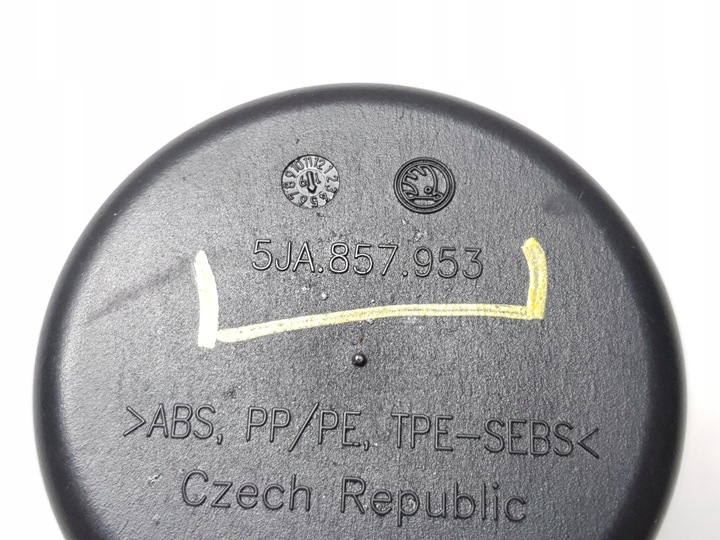 5JA.857.953
>ABS, PP/PE, TPE-SEBS<
Czech Republic